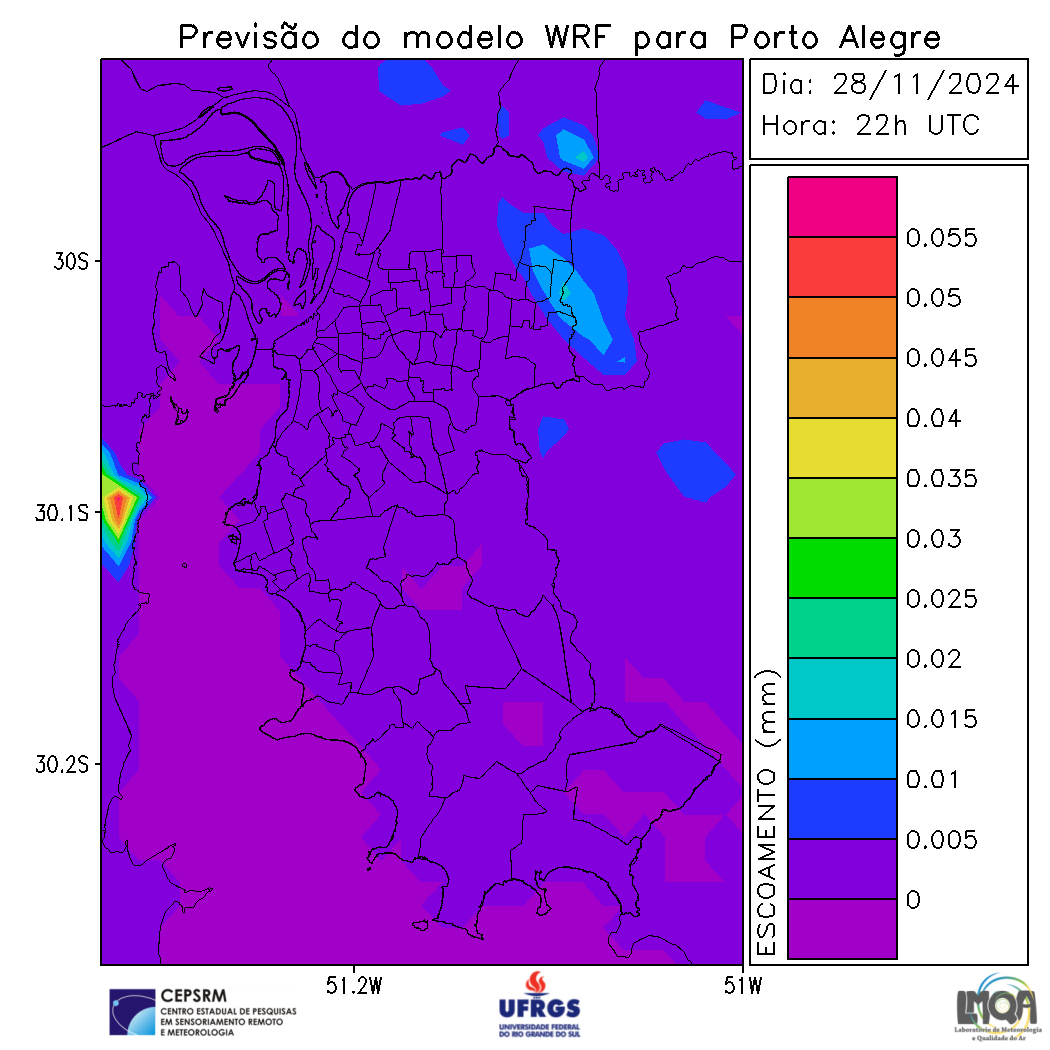 Previsão do modelo WRF para Porto Alegre
Dia: 28/11/2024
Hora: 22h UTC
30S
30.1S
30.2S
51.2W
51W
ESCOAMENTO (mm)
0.055
0.05
0.045
0.04
0.035
0.03
0.025
0.02
0.015
0.01
0.005
0
CEPSRM
CENTRO ESTADUAL DE PESQUISAS
EM SENSORIAMENTO REMOTO
E METEOROLOGIA
UFRGS
UNIVERSIDADE FEDERAL
DO RIO GRANDE DO SUL
LMQA
Laboratório de Meteorologia
e Qualidade do Ar